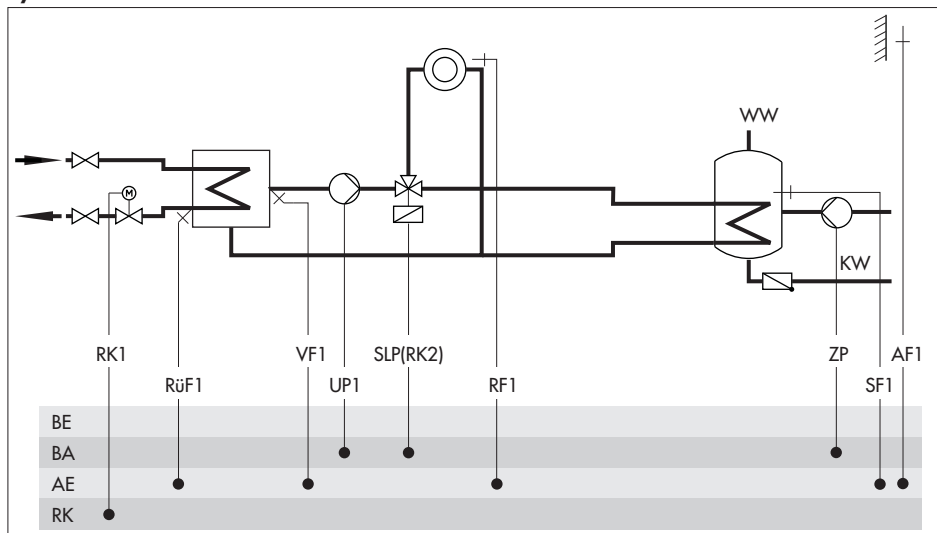 WW
M
KW
RK1
VF1
SLP(RK2)
ZP
AF1
RüF1
UP1
RF1
SF1
BE
BA
AE
RK